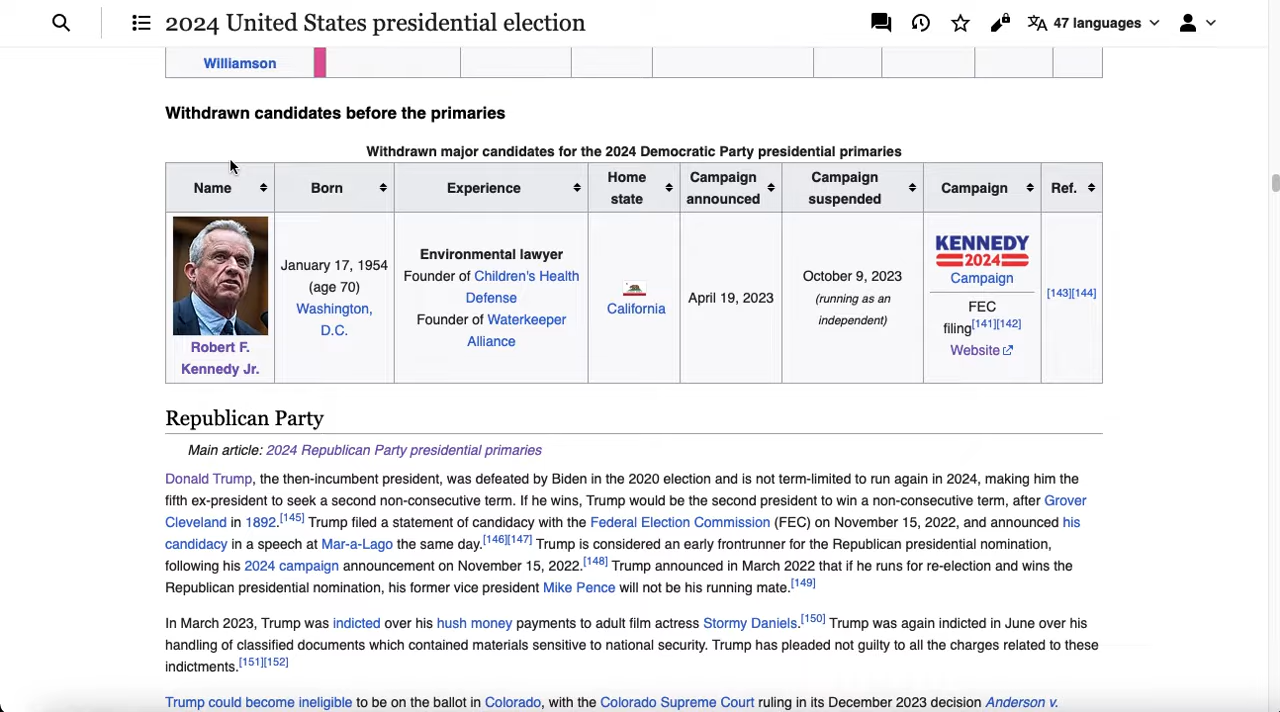 2024 United States presidential election
47 languages
Williamson
Withdrawn candidates before the primaries
Withdrawn major candidates for the 2024 Democratic Party presidential primaries
Name Born Experience Home state Campaign announced Campaign suspended Campaign Ref.
Robert F.
Kennedy Jr.
January 17, 1954
(age 70)
Washington,
D.C.
Environmental lawyer
Founder of Children's Health
Defense
Founder of Waterkeeper
Alliance
California
April 19, 2023
October 9, 2023
(running as an
independent)
KENNEDY
2024
Campaign
FEC
filing[141][142]
Website
[143][144]
Republican Party
Main article: 2024 Republican Party presidential primaries
Donald Trump, the then-incumbent president, was defeated by Biden in the 2020 election and is not term-limited to run again in 2024, making him the
fifth ex-president to seek a second non-consecutive term. If he wins, Trump would be the second president to win a non-consecutive term, after Grover
Cleveland in 1892.[145] Trump filed a statement of candidacy with the Federal Election Commission (FEC) on November 15, 2022, and announced his
candidacy in a speech at Mar-a-Lago the same day.[146][147] Trump is considered an early frontrunner for the Republican presidential nomination,
following his 2024 campaign announcement on November 15, 2022.[148] Trump announced in March 2022 that if he runs for re-election and wins the
Republican presidential nomination, his former vice president Mike Pence will not be his running mate.[149]
In March 2023, Trump was indicted over his hush money payments to adult film actress Stormy Daniels.[150] Trump was again indicted in June over his
handling of classified documents which contained materials sensitive to national security. Trump has pleaded not guilty to all the charges related to these
indictments.[151][152]
Trump could become ineligible to be on the ballot in Colorado, with the Colorado Supreme Court ruling in its December 2023 decision Anderson v.